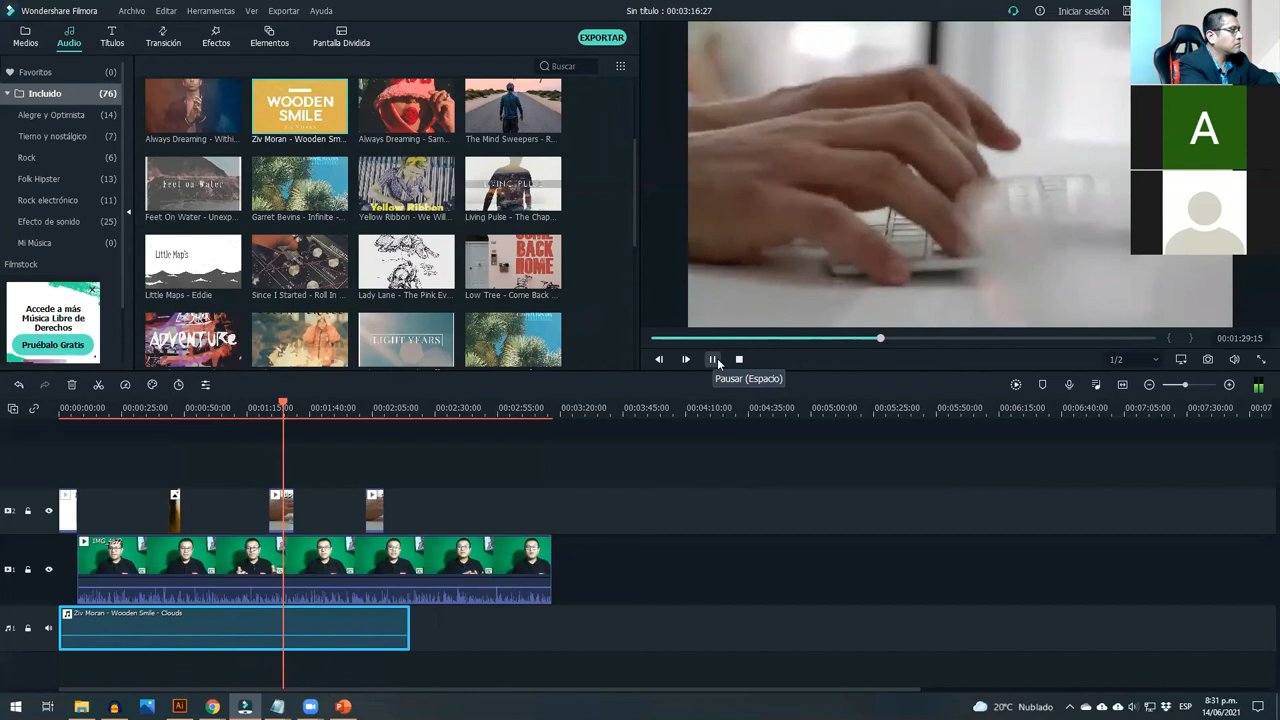 Wondershare Filmora
Archivo
Editar
Herramientas
Ver
Exportar
Ayuda
Sin título : 00:03:16:27
Iniciar sesión
Medios
Audio
Títulos
Transición
Efectos
Elementos
Pantalla Dividida
EXPORTAR
Favoritos (0)
Buscar
Incluido (76)
Alegre y Optimista (14)
Tierno y nostálgico (7)
Rock (6)
Folk Hipster (13)
Rock electrónico (11)
Efecto de sonido (25)
Mi Música (0)
Filmstock
Accede a más
Música Libre de
Derechos
Pruébalo Gratis
WOODEN
SMILE
Always Dreaming - Withi...
Ziv Moran - Wooden Sm...
Always Dreaming - Sam...
The Mind Sweepers - R...
Feet on Water
Yellow Ribbon
LIVING PULSE
Feet On Water - Unexp...
Garret Bevins - Infinite - ...
Yellow Ribbon - We Will...
Living Pulse - The Chap...
Little Maps
COME
BACK
HOME
Little Maps - Eddie
Since I Started - Roll In ...
Lady Lane - The Pink Ev...
Low Tree - Come Back ...
ADVENTURE
LIGHT YEARS
A
00:01:29:15
1/2
Pausar (Espacio)
00:00:00:00
00:00:25:00
00:00:50:00
00:01:15:00
00:01:40:00
00:02:05:00
00:02:30:00
00:02:55:00
00:03:20:00
00:03:45:00
00:04:10:00
00:04:35:00
00:05:00:00
00:05:25:00
00:05:50:00
00:06:15:00
00:06:40:00
00:07:05:00
00:07:30:00
00:07
2
1
1
Ziv Moran - Wooden Smile - Clouds
20°C Nublado
ESP
8:31 p.m.
14/06/2021